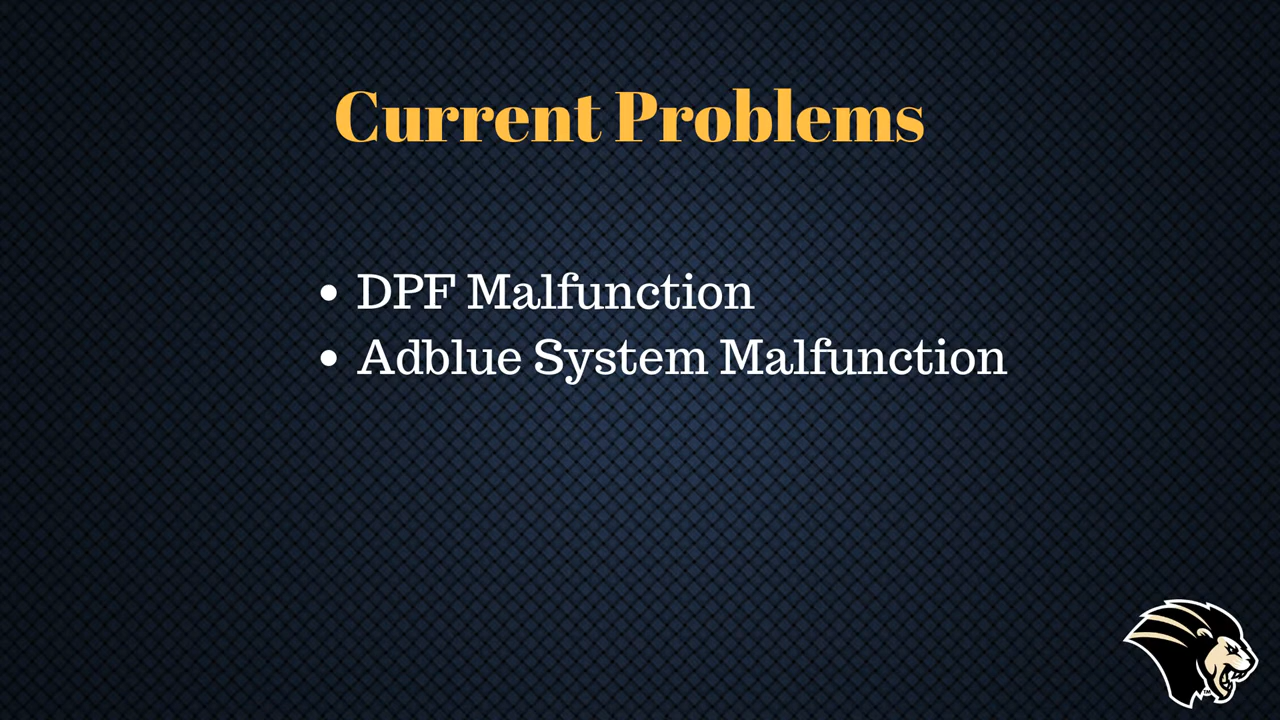 Current Problems
• DPF Malfunction
• Adblue System Malfunction